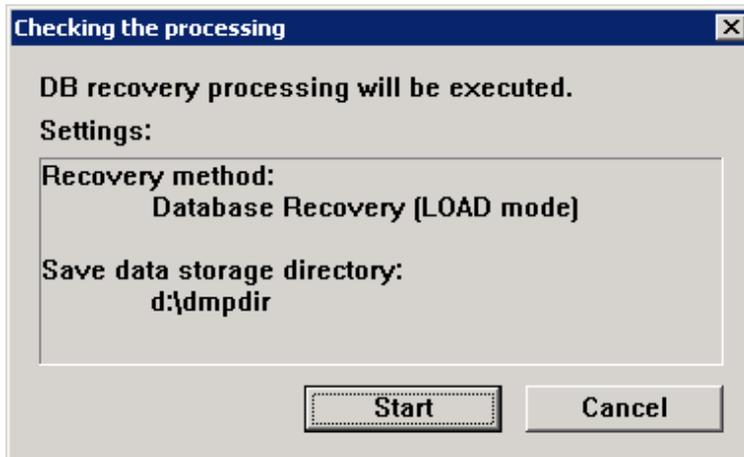 Checking the processing
DB recovery processing will be executed.
Settings:
Recovery method:
Database Recovery (LOAD mode)
Save data storage directory:
d:\dmpdir
Start Cancel